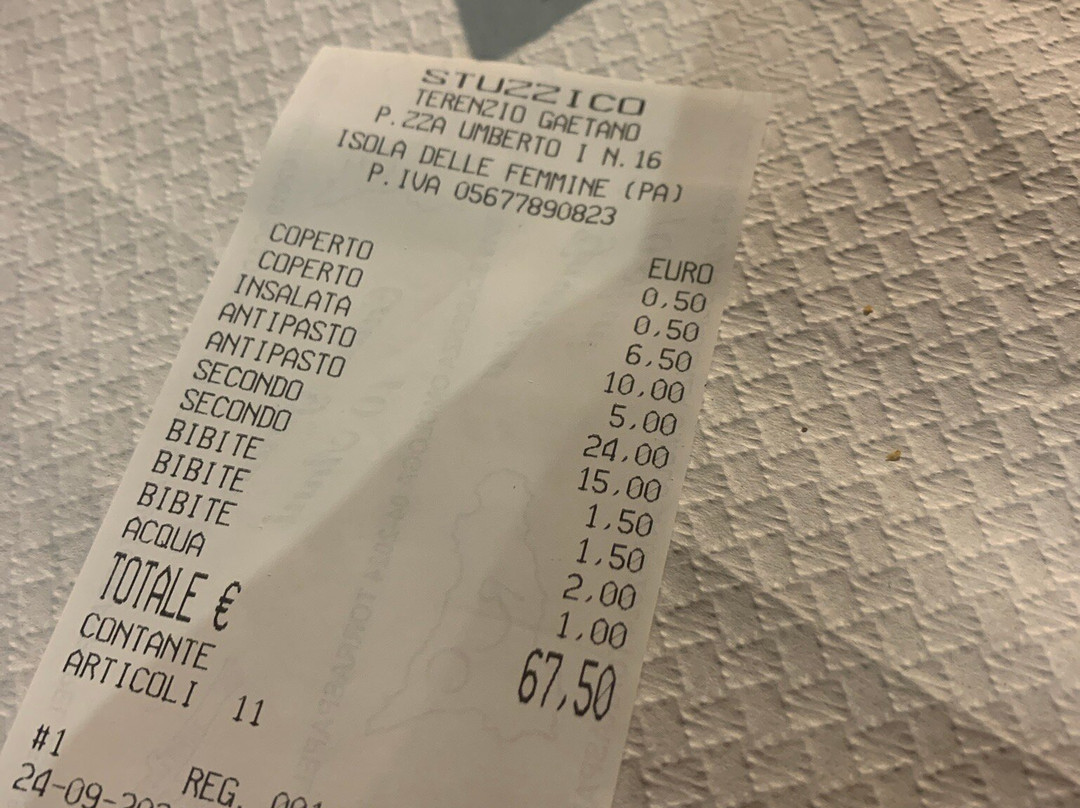 STUZZICO
TERENZIO GAETANO
P.ZZA UMBERTO I N.16
ISOLA DELLE FEMMINE (PA)
P.IVA 05677890823
EURO
COPERTO 0,50
COPERTO 0,50
INSALATA 6,50
ANTIPASTO 10,00
ANTIPASTO 5,00
SECONDO 24,00
SECONDO 15,00
BIBITE 1,50
BIBITE 1,50
BIBITE 2,00
ACQUA 1,00
TOTALE € 67,50
CONTANTE
ARTICOLI 11
#1 REG.
24-09-